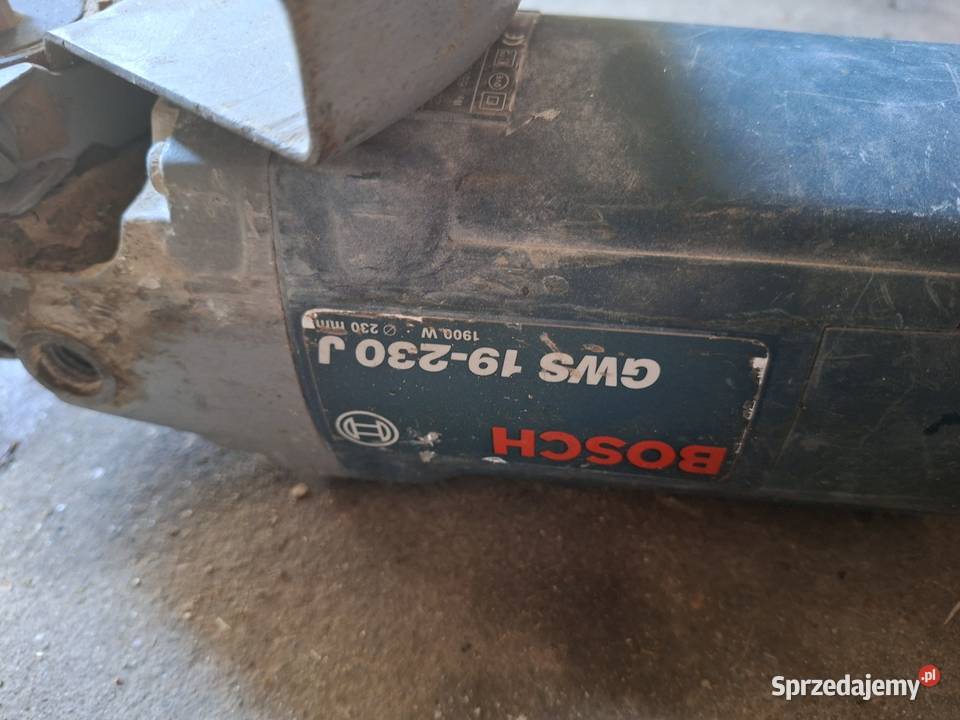 BOSCH
GWS 19-230 J
1900 W · Ø 230 mm
Sprzedajemy.pl